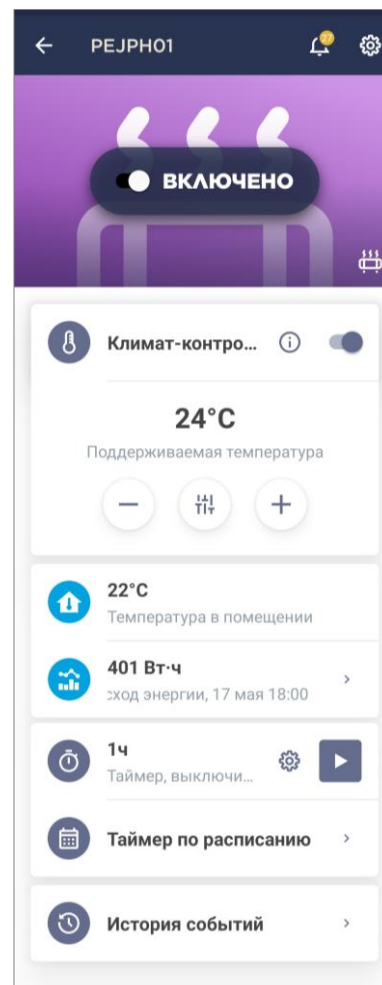 PEJPH01
27
ВКЛЮЧЕНО
Климат-контро...
24°C
Поддерживаемая температура
22°C
Температура в помещении
401 Вт·ч
сход энергии, 17 мая 18:00
1ч
Таймер, выключи...
Таймер по расписанию
История событий